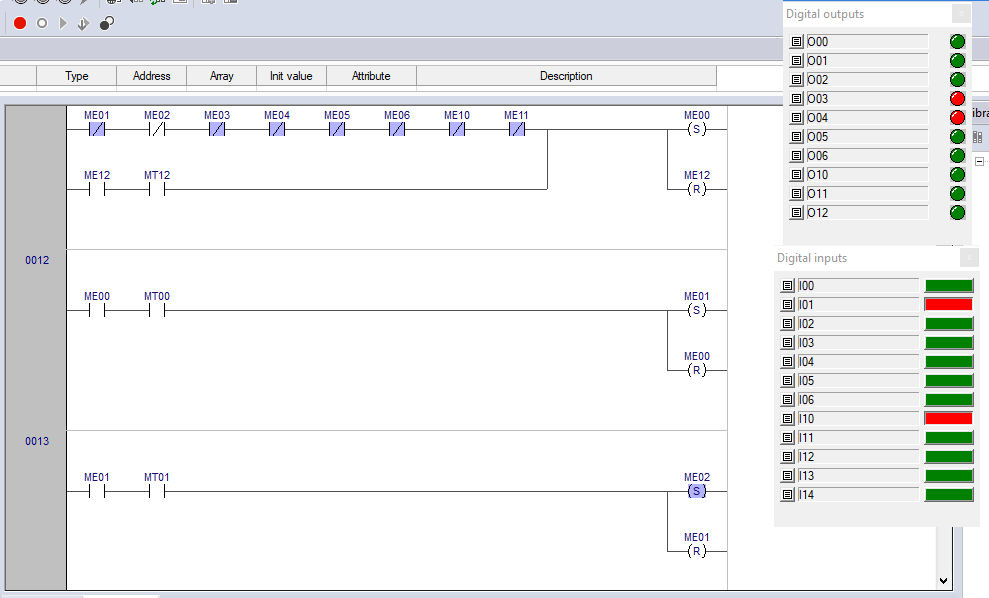 Digital outputs
Type Address Array Init value Attribute Description
O00
O01
O02
O03
O04
O05
O06
O10
O11
O12
ME01 ME02 ME03 ME04 ME05 ME06 ME10 ME11 ME00
S
ME12 MT12 ME12
R
Digital inputs
I00
I01
I02
I03
I04
I05
I06
I10
I11
I12
I13
I14
0012
ME00 MT00 ME01
S
ME00
R
0013
ME01 MT01 ME02
S
ME01
R